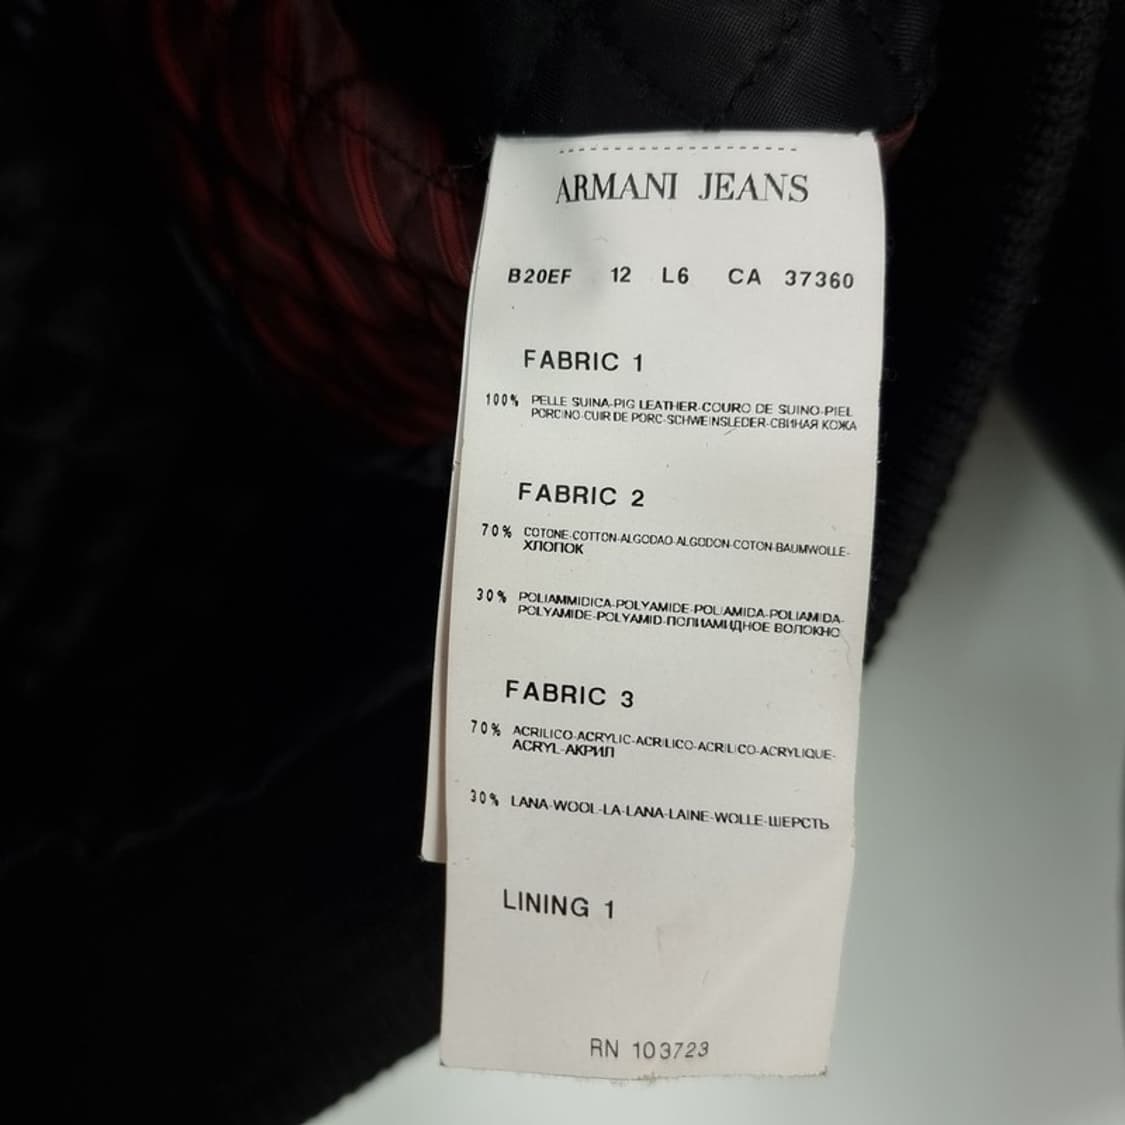 ARMANI JEANS
B20EF 12 L6 CA 37360
FABRIC 1
100% PELLE SUINA-PIG LEATHER-COURO DE SUINO-PIEL
PORCINO-CUIR DE PORC-SCHWEINSLEDER-СВИНАЯ КОЖА
FABRIC 2
70% COTONE-COTTON-ALGODAO-ALGODON-COTON-BAUMWOLLE-
ХЛОПОК
30% POLIAMMIDICA-POLYAMIDE-POLIAMIDA-POLIAMIDA-
POLYAMIDE-POLYAMID-ПОЛИАМИДНОЕ ВОЛОКНО
FABRIC 3
70% ACRILICO-ACRYLIC-ACRILICO-ACRILICO-ACRYLIQUE-
ACRYL-АКРИЛ
30% LANA-WOOL-LA-LANA-LAINE-WOLLE-ШЕРСТЬ
LINING 1
RN 103723